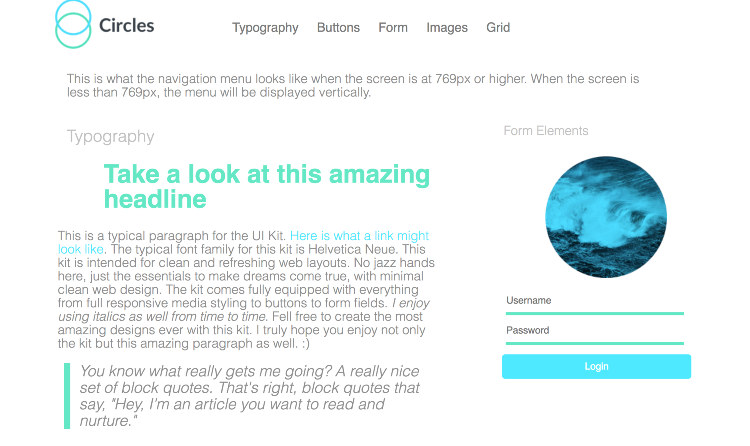 Circles
Typography Buttons Form Images Grid
This is what the navigation menu looks like when the screen is at 769px or higher. When the screen is
less than 769px, the menu will be displayed vertically.
Typography
Take a look at this amazing
headline
This is a typical paragraph for the UI Kit. Here is what a link might
look like. The typical font family for this kit is Helvetica Neue. This
kit is intended for clean and refreshing web layouts. No jazz hands
here, just the essentials to make dreams come true, with minimal
clean web design. The kit comes fully equipped with everything
from full responsive media styling to buttons to form fields. I enjoy
using italics as well from time to time. Fell free to create the most
amazing designs ever with this kit. I truly hope you enjoy not only
the kit but this amazing paragraph as well. :)
You know what really gets me going? A really nice
set of block quotes. That's right, block quotes that
say, "Hey, I'm an article you want to read and
nurture."
Form Elements
Username
Password
Login